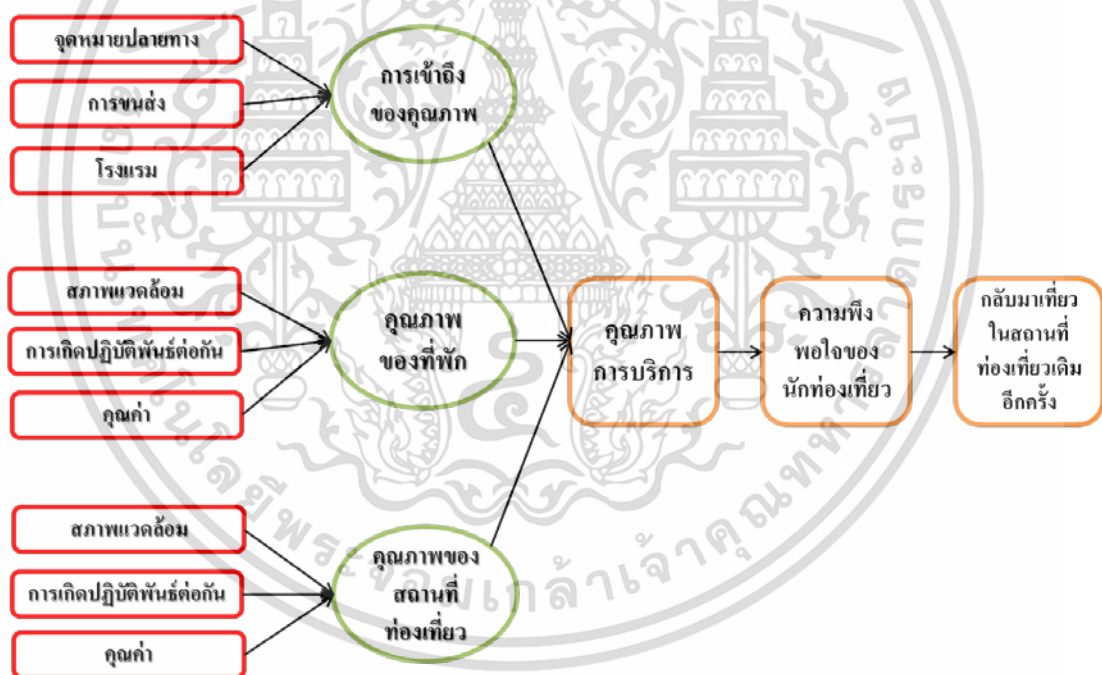 จุดหมายปลายทาง
การขนส่ง
โรงแรม
การเข้าถึง
ของคุณภาพ
สภาพแวดล้อม
การเกิดปฏิบัติพันธ์ต่อกัน
คุณค่า
คุณภาพ
ของที่พัก
สภาพแวดล้อม
การเกิดปฏิบัติพันธ์ต่อกัน
คุณค่า
คุณภาพของ
สถานที่
ท่องเที่ยว
คุณภาพ
การบริการ
ความพึง
พอใจของ
นักท่องเที่ยว
กลับมาเที่ยว
ในสถานที่
ท่องเที่ยวเดิม
อีกครั้ง